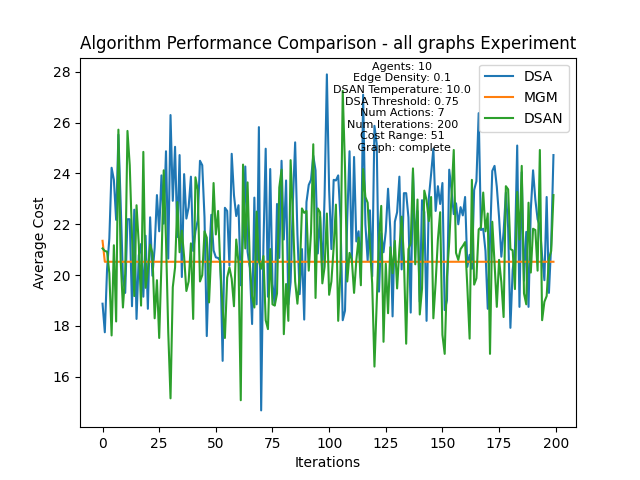 Algorithm Performance Comparison - all graphs Experiment
Agents: 10
Edge Density: 0.1
DSAN Temperature: 10.0
DSA Threshold: 0.75
Num Actions: 7
Num Iterations: 200
Cost Range: 51
Graph: complete
DSA
MGM
DSAN
Average Cost
28
26
24
22
20
18
16
0
25
50
75
100
125
150
175
200
Iterations